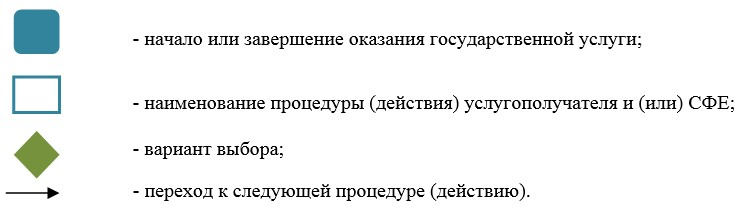 - начало или завершение оказания государственной услуги;
- наименование процедуры (действия) услугополучателя и (или) СФЕ;
- вариант выбора;
- переход к следующей процедуре (действию).